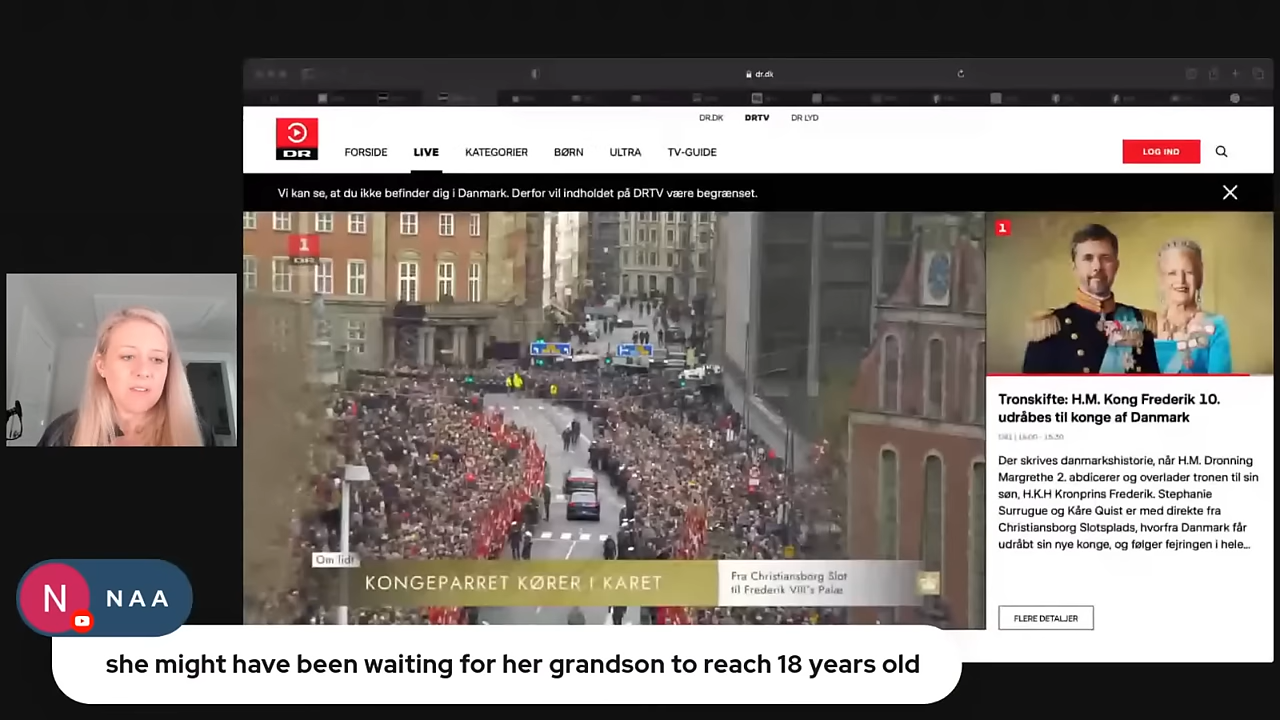 dr.dk
DR.DK DRTV DR LYD
DR
FORSIDE LIVE KATEGORIER BØRN ULTRA TV-GUIDE
LOG IND
Vi kan se, at du ikke befinder dig i Danmark. Derfor vil indholdet på DRTV være begrænset.
1
DR
1
Tronskifte: H.M. Kong Frederik 10.
udråbes til konge af Danmark
Der skrives danmarkshistorie, når H.M. Dronning
Margrethe 2. abdicerer og overlader tronen til sin
søn, H.K.H Kronprins Frederik. Stephanie
Surrugue og Kåre Quist er med direkte fra
Christiansborg Slotsplads, hvorfra Danmark får
udråbt sin nye konge, og følger fejringen i hele...
FLERE DETALJER
Om lidt
KONGEPARRET KØRER I KARET
Fra Christiansborg Slot
til Frederik VIII's Palæ
N NAA
she might have been waiting for her grandson to reach 18 years old